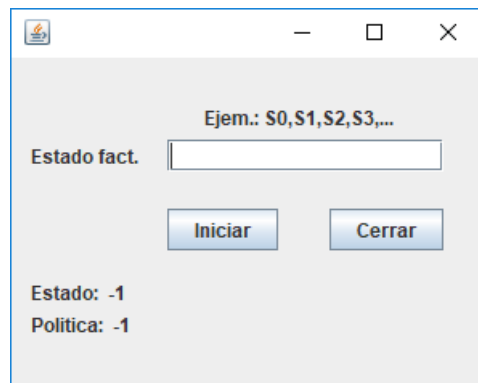 Ejem.: S0,S1,S2,S3,...
Estado fact.
Iniciar Cerrar
Estado: -1
Politica: -1